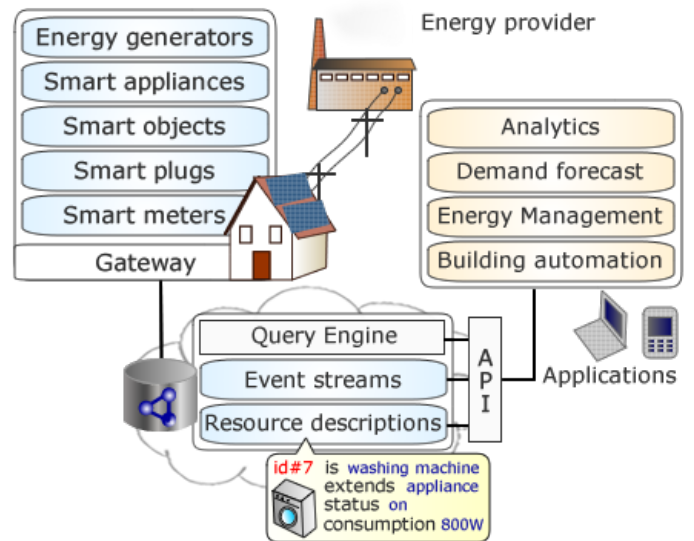 Energy generators
Smart appliances
Smart objects
Smart plugs
Smart meters
Gateway
Energy provider
Analytics
Demand forecast
Energy Management
Building automation
Applications
Query Engine
Event streams
Resource descriptions
API
id#7 is washing machine
extends appliance
status on
consumption 800W